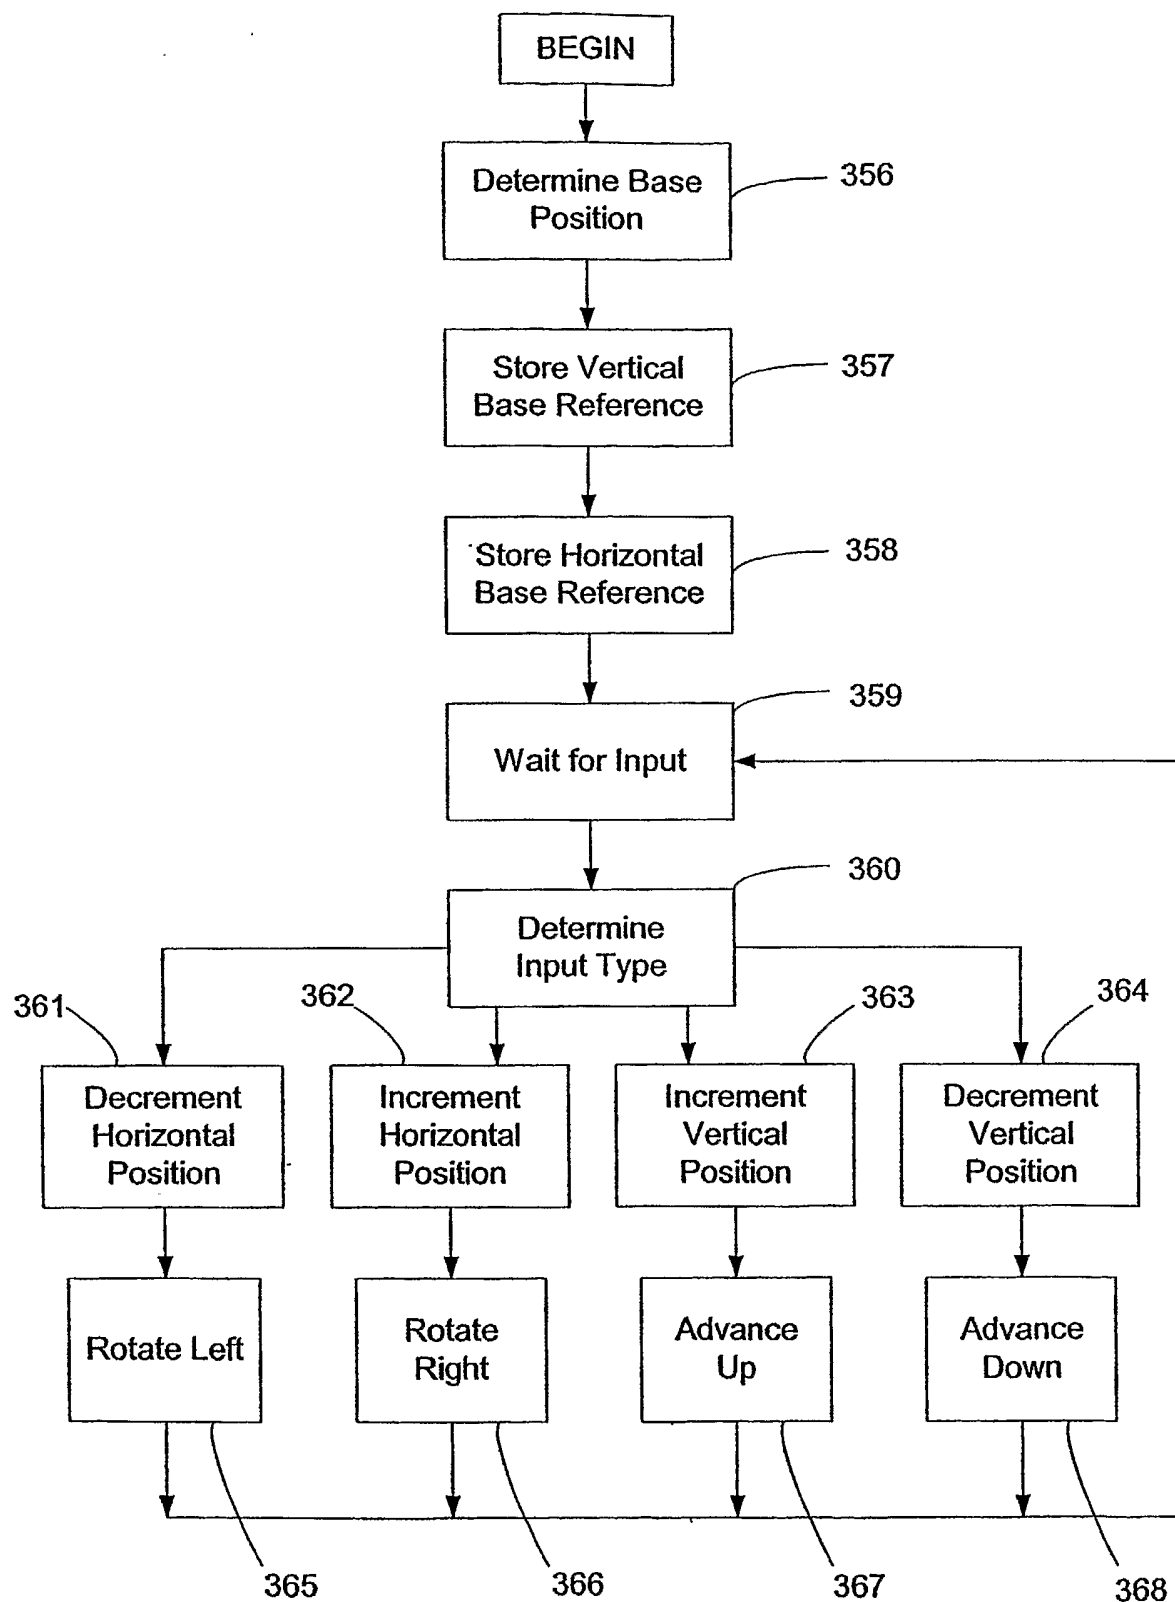 BEGIN
Determine Base
Position
356
Store Vertical
Base Reference
357
Store Horizontal
Base Reference
358
Wait for Input
359
Determine
Input Type
360
361
362
363
364
Decrement
Horizontal
Position
Increment
Horizontal
Position
Increment
Vertical
Position
Decrement
Vertical
Position
Rotate Left
Rotate
Right
Advance
Up
Advance
Down
365
366
367
368